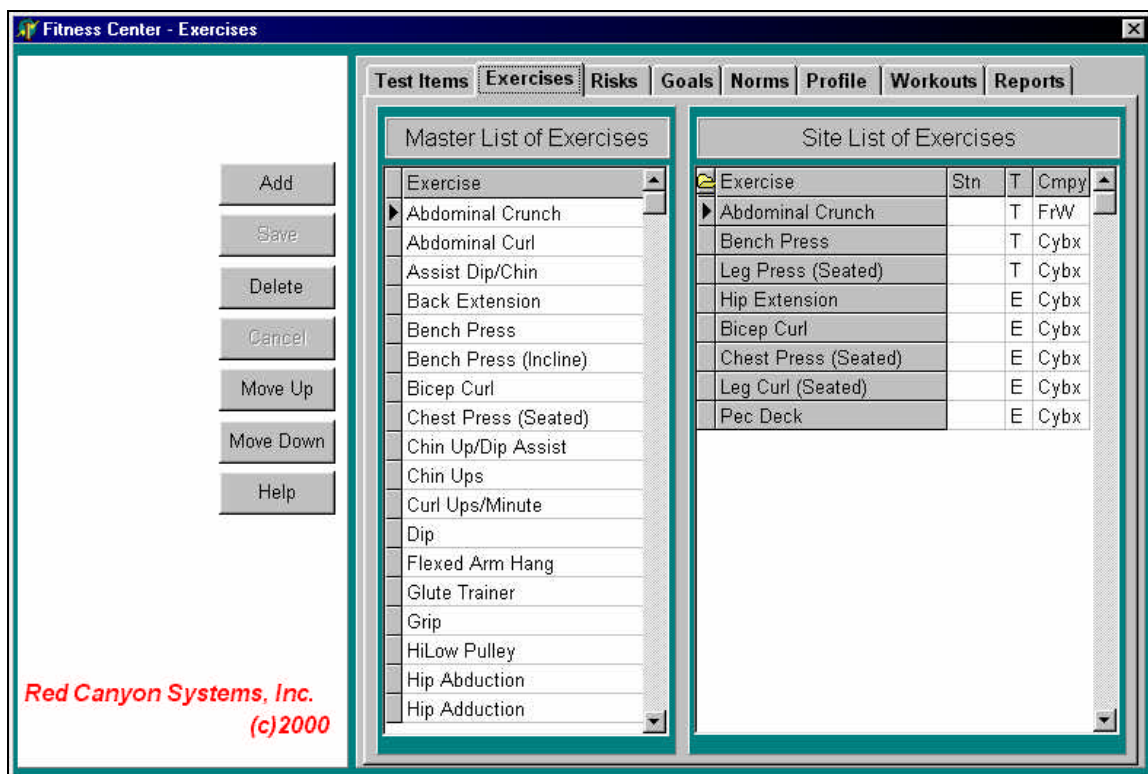 Fitness Center - Exercises
Test Items Exercises Risks Goals Norms Profile Workouts Reports
Add
Save
Delete
Cancel
Move Up
Move Down
Help
Red Canyon Systems, Inc.
(c)2000
Master List of Exercises
Exercise
Abdominal Crunch
Abdominal Curl
Assist Dip/Chin
Back Extension
Bench Press
Bench Press (Incline)
Bicep Curl
Chest Press (Seated)
Chin Up/Dip Assist
Chin Ups
Curl Ups/Minute
Dip
Flexed Arm Hang
Glute Trainer
Grip
HiLow Pulley
Hip Abduction
Hip Adduction
Site List of Exercises
Exercise Stn T Cmpy
Abdominal Crunch T FrW
Bench Press T Cybx
Leg Press (Seated) T Cybx
Hip Extension E Cybx
Bicep Curl E Cybx
Chest Press (Seated) E Cybx
Leg Curl (Seated) E Cybx
Pec Deck E Cybx